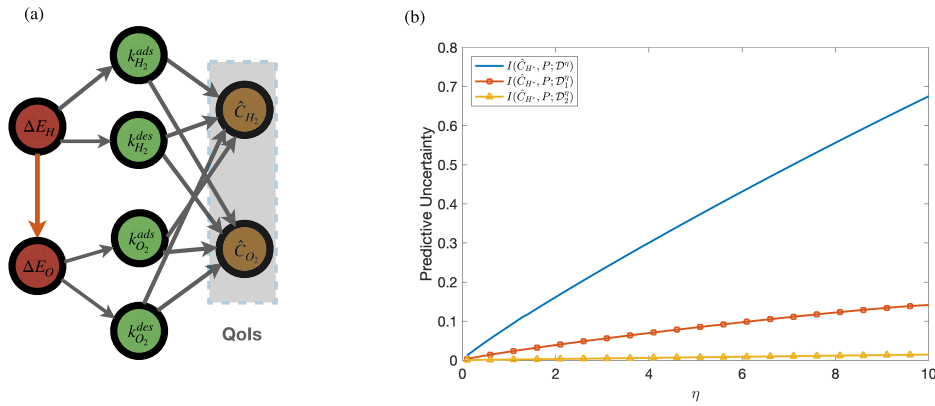 (a)
k_{H_2}^{ads}
ΔE_H
Ĉ_{H_2}
k_{H_2}^{des}
k_{O_2}^{ads}
ΔE_O
Ĉ_{O_2}
k_{O_2}^{des}
QoIs
(b)
0.8
0.7
0.6
0.5
0.4
0.3
0.2
0.1
0
Predictive Uncertainty
I(Ĉ_{H*}, P; 𝒟^η)
I(Ĉ_{H*}, P; 𝒟_1^η)
I(Ĉ_{H*}, P; 𝒟_2^η)
0 2 4 6 8 10
η